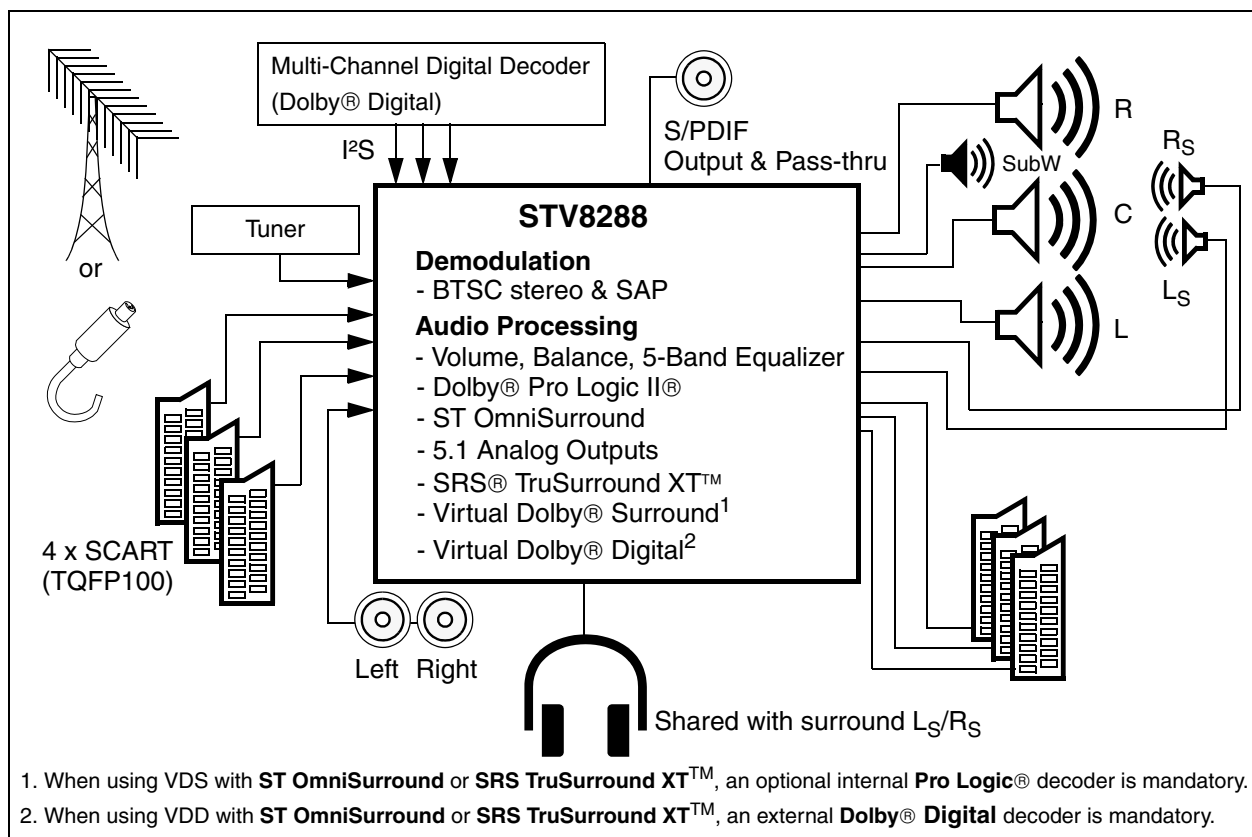 Multi-Channel Digital Decoder
(Dolby® Digital)
I²S
S/PDIF
Output & Pass-thru
R
SubW
R_S
C
L_S
L
Tuner
or
STV8288
Demodulation
- BTSC stereo & SAP
Audio Processing
- Volume, Balance, 5-Band Equalizer
- Dolby® Pro Logic II®
- ST OmniSurround
- 5.1 Analog Outputs
- SRS® TruSurround XT™
- Virtual Dolby® Surround¹
- Virtual Dolby® Digital²
4 x SCART
(TQFP100)
Left Right
Shared with surround L_S/R_S
1. When using VDS with ST OmniSurround or SRS TruSurround XT™, an optional internal Pro Logic® decoder is mandatory.
2. When using VDD with ST OmniSurround or SRS TruSurround XT™, an external Dolby® Digital decoder is mandatory.